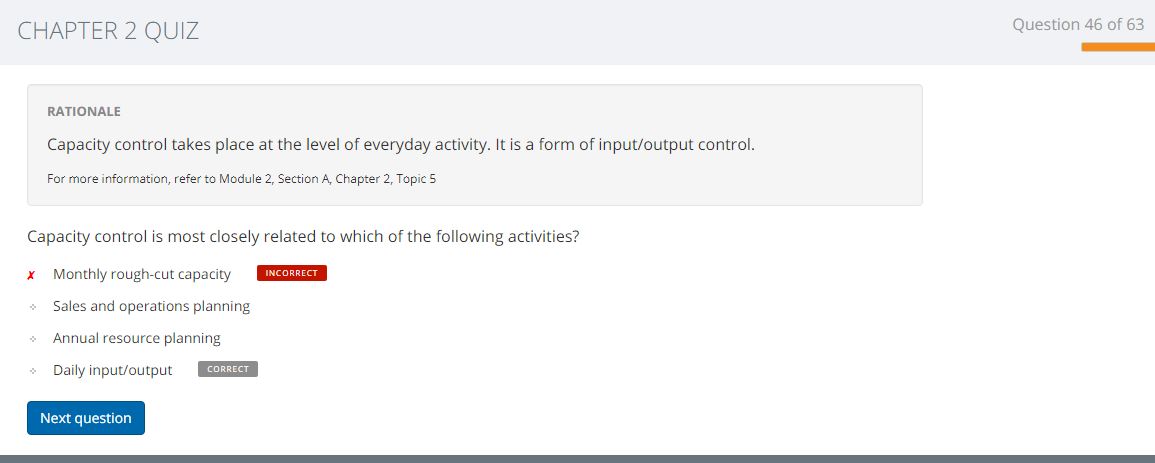 CHAPTER 2 QUIZ
Question 46 of 63
RATIONALE
Capacity control takes place at the level of everyday activity. It is a form of input/output control.
For more information, refer to Module 2, Section A, Chapter 2, Topic 5
Capacity control is most closely related to which of the following activities?
✗ Monthly rough-cut capacity INCORRECT
Sales and operations planning
Annual resource planning
Daily input/output CORRECT
Next question